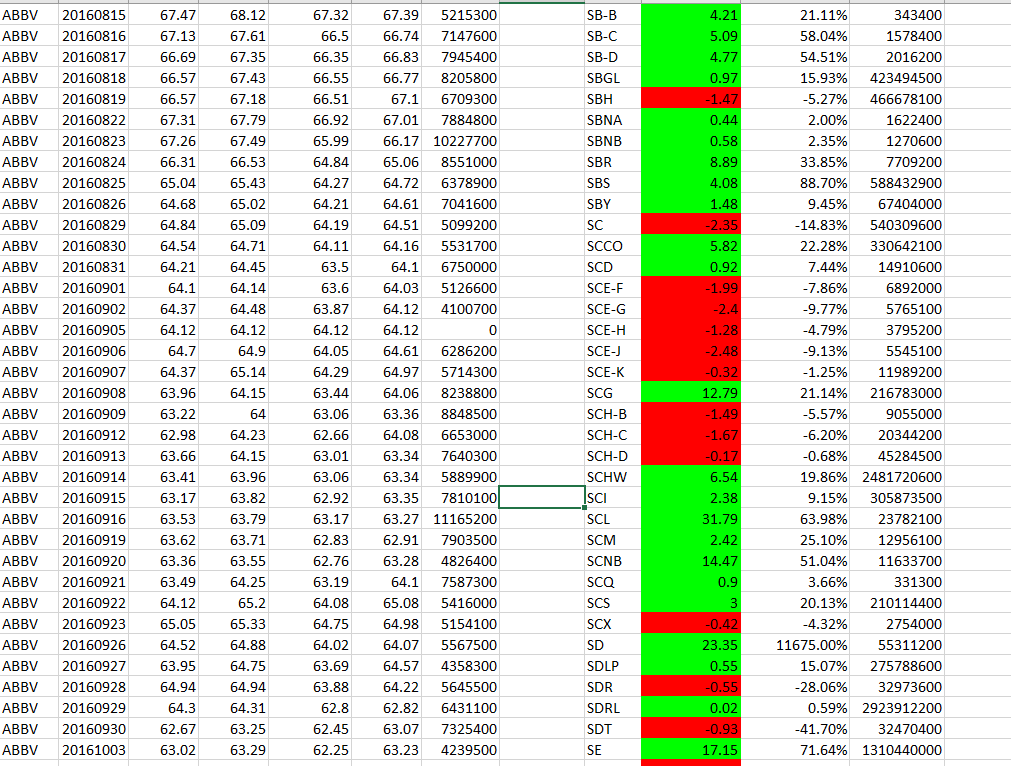 ABBV 20160815 67.47 68.12 67.32 67.39 5215300 SB-B 4.21 21.11% 343400
ABBV 20160816 67.13 67.61 66.5 66.74 7147600 SB-C 5.09 58.04% 1578400
ABBV 20160817 66.69 67.35 66.35 66.83 7945400 SB-D 4.77 54.51% 2016200
ABBV 20160818 66.57 67.43 66.55 66.77 8205800 SBGL 0.97 15.93% 423494500
ABBV 20160819 66.57 67.18 66.51 67.1 6709300 SBH -1.47 -5.27% 466678100
ABBV 20160822 67.31 67.79 66.92 67.01 7884800 SBNA 0.44 2.00% 1622400
ABBV 20160823 67.26 67.49 65.99 66.17 10227700 SBNB 0.58 2.35% 1270600
ABBV 20160824 66.31 66.53 64.84 65.06 8551000 SBR 8.89 33.85% 7709200
ABBV 20160825 65.04 65.43 64.27 64.72 6378900 SBS 4.08 88.70% 588432900
ABBV 20160826 64.68 65.02 64.21 64.61 7041600 SBY 1.48 9.45% 67404000
ABBV 20160829 64.84 65.09 64.19 64.51 5099200 SC -2.35 -14.83% 540309600
ABBV 20160830 64.54 64.71 64.11 64.16 5531700 SCCO 5.82 22.28% 330642100
ABBV 20160831 64.21 64.45 63.5 64.1 6750000 SCD 0.92 7.44% 14910600
ABBV 20160901 64.1 64.14 63.6 64.03 5126600 SCE-F -1.99 -7.86% 6892000
ABBV 20160902 64.37 64.48 63.87 64.12 4100700 SCE-G -2.4 -9.77% 5765100
ABBV 20160905 64.12 64.12 64.12 64.12 0 SCE-H -1.28 -4.79% 3795200
ABBV 20160906 64.7 64.9 64.05 64.61 6286200 SCE-J -2.48 -9.13% 5545100
ABBV 20160907 64.37 65.14 64.29 64.97 5714300 SCE-K -0.32 -1.25% 11989200
ABBV 20160908 63.96 64.15 63.44 64.06 8238800 SCG 12.79 21.14% 216783000
ABBV 20160909 63.22 64 63.06 63.36 8848500 SCH-B -1.49 -5.57% 9055000
ABBV 20160912 62.98 64.23 62.66 64.08 6653000 SCH-C -1.67 -6.20% 20344200
ABBV 20160913 63.66 64.15 63.01 63.34 7640300 SCH-D -0.17 -0.68% 45284500
ABBV 20160914 63.41 63.96 63.06 63.34 5889900 SCHW 6.54 19.86% 2481720600
ABBV 20160915 63.17 63.82 62.92 63.35 7810100 SCI 2.38 9.15% 305873500
ABBV 20160916 63.53 63.79 63.17 63.27 11165200 SCL 31.79 63.98% 23782100
ABBV 20160919 63.62 63.71 62.83 62.91 7903500 SCM 2.42 25.10% 12956100
ABBV 20160920 63.36 63.55 62.76 63.28 4826400 SCNB 14.47 51.04% 11633700
ABBV 20160921 63.49 64.25 63.19 64.1 7587300 SCQ 0.9 3.66% 331300
ABBV 20160922 64.12 65.2 64.08 65.08 5416000 SCS 3 20.13% 210114400
ABBV 20160923 65.05 65.33 64.75 64.98 5154100 SCX -0.42 -4.32% 2754000
ABBV 20160926 64.52 64.88 64.02 64.07 5567500 SD 23.35 11675.00% 55311200
ABBV 20160927 63.95 64.75 63.69 64.57 4358300 SDLP 0.55 15.07% 275788600
ABBV 20160928 64.94 64.94 63.88 64.22 5645500 SDR -0.55 -28.06% 32973600
ABBV 20160929 64.3 64.31 62.8 62.82 6431100 SDRL 0.02 0.59% 2923912200
ABBV 20160930 62.67 63.25 62.45 63.07 7325400 SDT -0.93 -41.70% 32470400
ABBV 20161003 63.02 63.29 62.25 63.23 4239500 SE 17.15 71.64% 1310440000